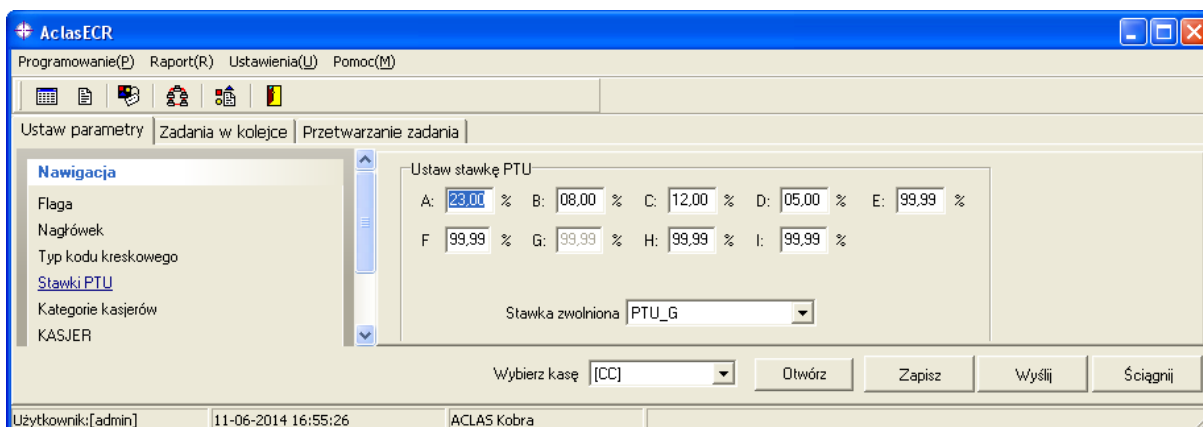 AclasECR
Programowanie(P) Raport(R) Ustawienia(U) Pomoc(M)
Ustaw parametry Zadania w kolejce Przetwarzanie zadania
Nawigacja
Flaga
Nagłówek
Typ kodu kreskowego
Stawki PTU
Kategorie kasjerów
KASJER
Ustaw stawkę PTU
A: 23,00 % B: 08,00 % C: 12,00 % D: 05,00 % E: 99,99 %
F 99,99 % G: 99,99 % H: 99,99 % I: 99,99 %
Stawka zwolniona PTU_G
Wybierz kasę [CC] Otwórz Zapisz Wyślij Ściągnij
Użytkownik:[admin] 11-06-2014 16:55:26 ACLAS Kobra